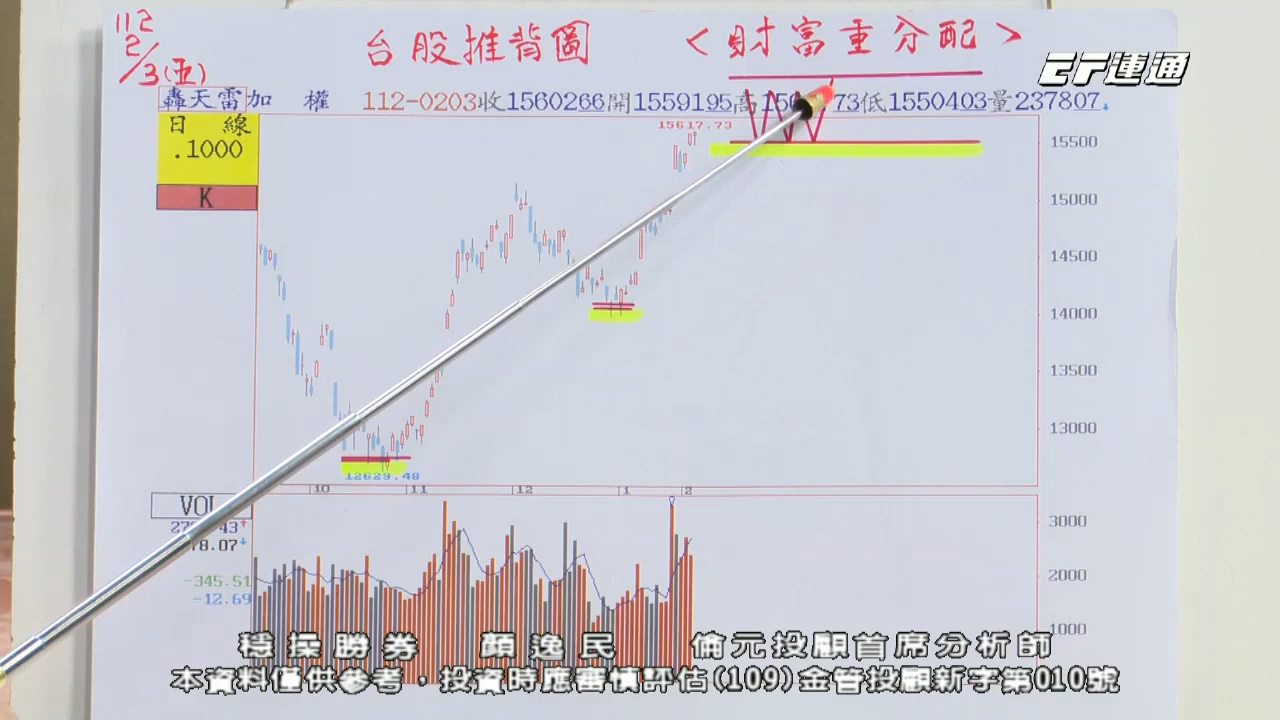 112
2/3(五)
台股推背圖 <財富重分配>
EF連通
轟天雷加 權 112-0203收1560266開1559195高15 73低1550403量237807
日 線
.1000
K
15617.73
15500
15000
14500
14000
13500
13000
12629.48
10 11 12 1 2
VOL
3000
2000
1000
78.07
-345.51
-12.69
穩操勝券 顏逸民 倫元投顧首席分析師
本資料僅供參考，投資時應審慎評估(109)金管投顧新字第010號